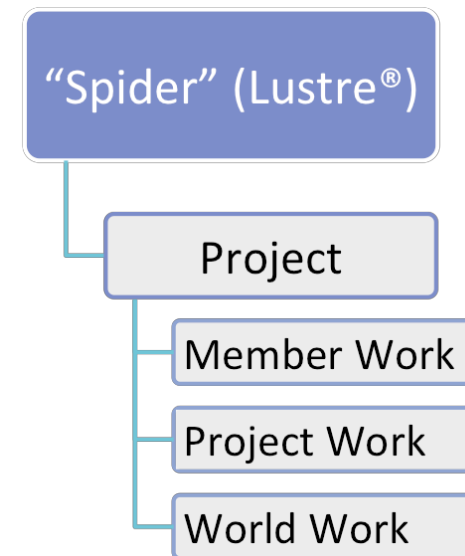 “Spider” (Lustre®)
Project
Member Work
Project Work
World Work